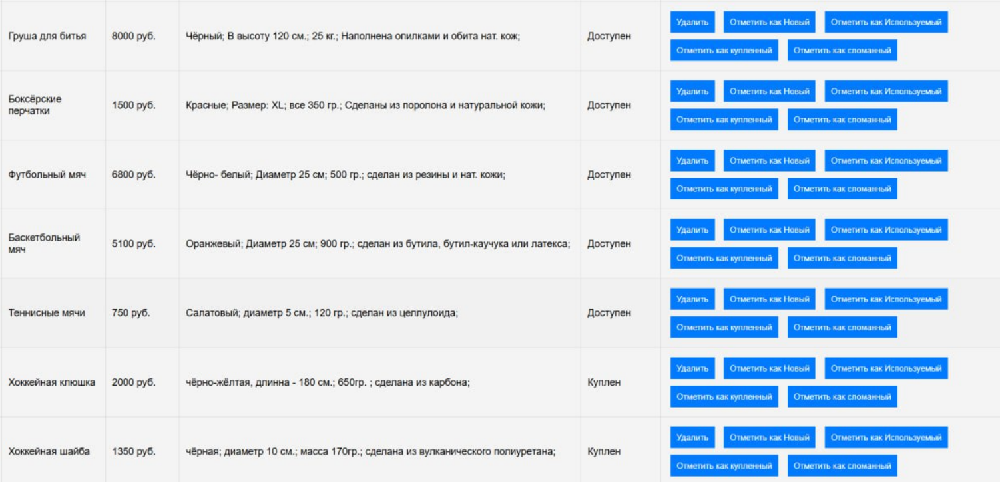 Груша для битья 8000 руб. Чёрный; В высоту 120 см.; 25 кг.; Наполнена опилками и обита нат. кож; Доступен
Удалить Отметить как Новый Отметить как Используемый
Отметить как купленный Отметить как сломанный
Боксёрские перчатки 1500 руб. Красные; Размер: XL; все 350 гр.; Сделаны из поролона и натуральной кожи; Доступен
Удалить Отметить как Новый Отметить как Используемый
Отметить как купленный Отметить как сломанный
Футбольный мяч 6800 руб. Чёрно- белый; Диаметр 25 см; 500 гр.; сделан из резины и нат. кожи; Доступен
Удалить Отметить как Новый Отметить как Используемый
Отметить как купленный Отметить как сломанный
Баскетбольный мяч 5100 руб. Оранжевый; Диаметр 25 см; 900 гр.; сделан из бутила, бутил-каучука или латекса; Доступен
Удалить Отметить как Новый Отметить как Используемый
Отметить как купленный Отметить как сломанный
Теннисные мячи 750 руб. Салатовый; диаметр 5 см.; 120 гр.; сделан из целлулоида; Доступен
Удалить Отметить как Новый Отметить как Используемый
Отметить как купленный Отметить как сломанный
Хоккейная клюшка 2000 руб. чёрно-жёлтая, длинна - 180 см.; 650гр. ; сделана из карбона; Куплен
Удалить Отметить как Новый Отметить как Используемый
Отметить как купленный Отметить как сломанный
Хоккейная шайба 1350 руб. чёрная; диаметр 10 см.; масса 170гр.; сделана из вулканического полиуретана; Куплен
Удалить Отметить как Новый Отметить как Используемый
Отметить как купленный Отметить как сломанный